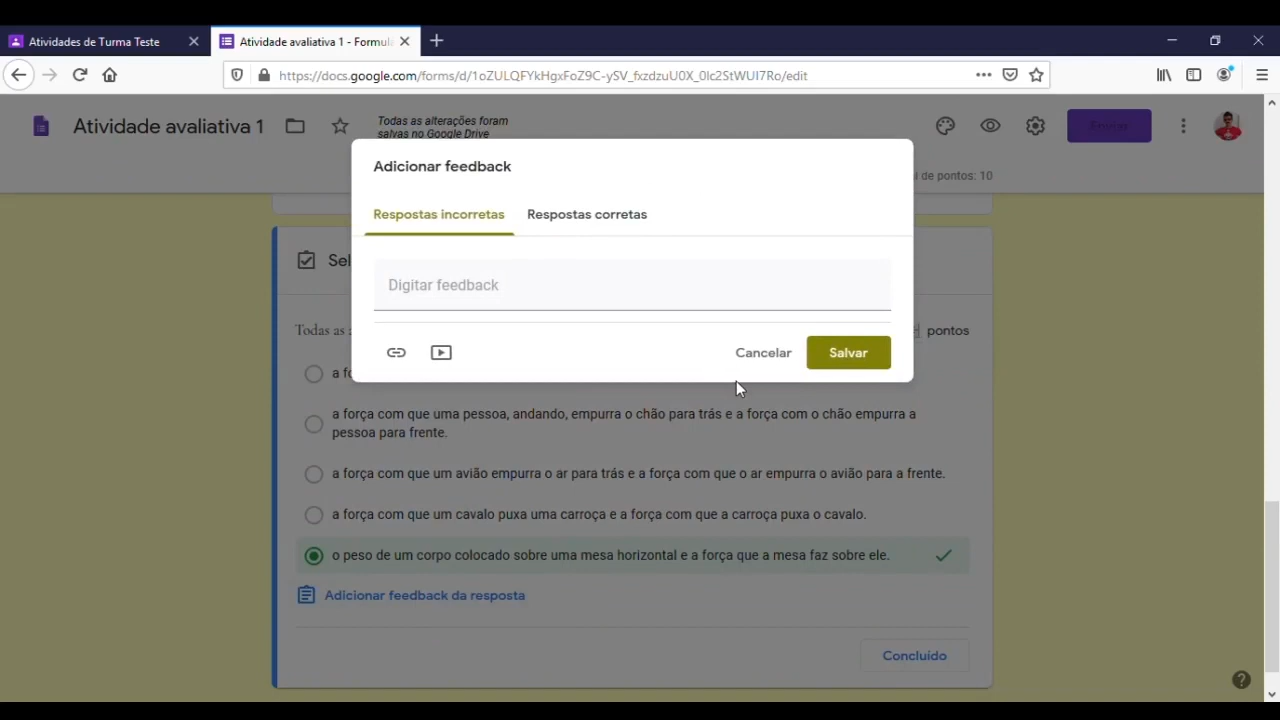 Atividades de Turma Teste
Atividade avaliativa 1 - Formula
https://docs.google.com/forms/d/1oZULQFYkHgxFoZ9C-ySV_fxzdzuU0X_0lc2StWUI7Ro/edit
Atividade avaliativa 1
Todas as alterações foram
salvas no Google Drive
Enviar
Adicionar feedback
de pontos: 10
Respostas incorretas Respostas corretas
Sel
Digitar feedback
Todas as a
pontos
Cancelar Salvar
a fo
a força com que uma pessoa, andando, empurra o chão para trás e a força com o chão empurra a
pessoa para frente.
a força com que um avião empurra o ar para trás e a força com que o ar empurra o avião para a frente.
a força com que um cavalo puxa uma carroça e a força com que a carroça puxa o cavalo.
o peso de um corpo colocado sobre uma mesa horizontal e a força que a mesa faz sobre ele.
Adicionar feedback da resposta
Concluído